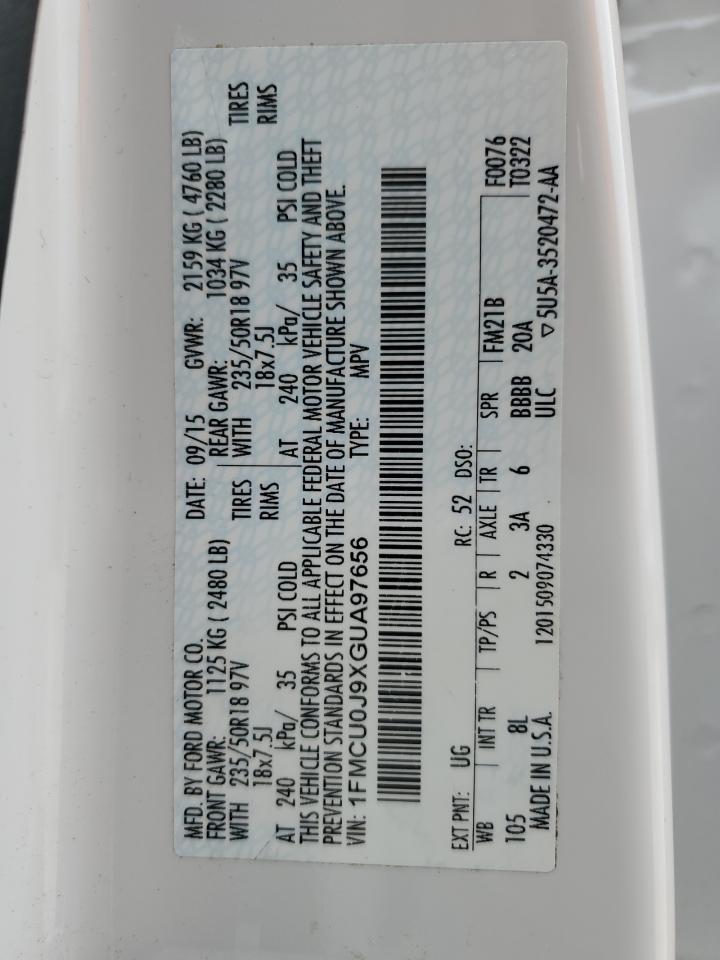 MFD. BY FORD MOTOR CO. DATE: 09/15 GVWR: 2159 KG ( 4760 LB)
FRONT GAWR: 1125 KG ( 2480 LB) REAR GAWR: 1034 KG ( 2280 LB)
WITH 235/50R18 97V TIRES WITH 235/50R18 97V TIRES
18x7.5J RIMS 18x7.5J RIMS
AT 240 kPa/ 35 PSI COLD AT 240 kPa/ 35 PSI COLD
THIS VEHICLE CONFORMS TO ALL APPLICABLE FEDERAL MOTOR VEHICLE SAFETY AND THEFT
PREVENTION STANDARDS IN EFFECT ON THE DATE OF MANUFACTURE SHOWN ABOVE.
VIN: 1FMCU0J9XGUA97656 TYPE: MPV
EXT PNT: UG RC: 52 DSO:
WB INT TR TP/PS R AXLE TR SPR FM21B F0076
105 8L 2 3A 6 BBBB 20A T0322
MADE IN U.S.A. 1201509074330 ULC ▽5U5A-3520472-AA